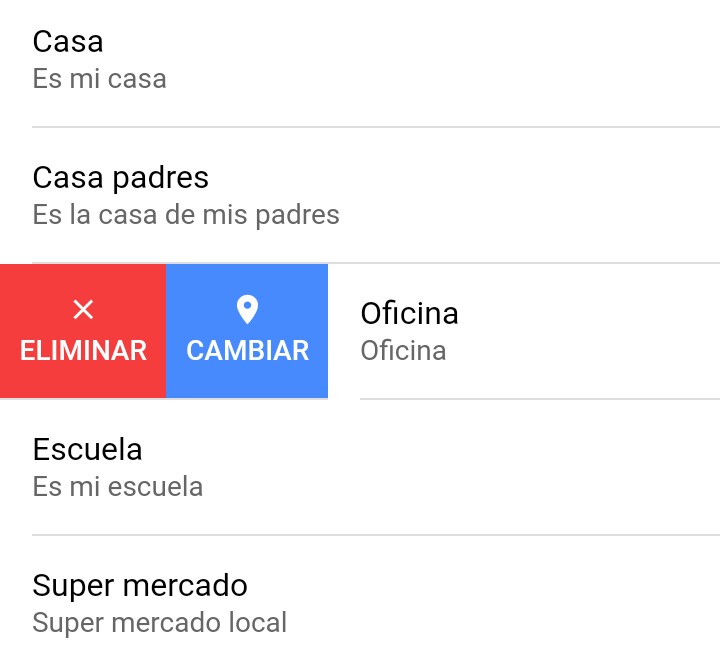 Casa
Es mi casa
Casa padres
Es la casa de mis padres
ELIMINAR
CAMBIAR
Oficina
Oficina
Escuela
Es mi escuela
Super mercado
Super mercado local